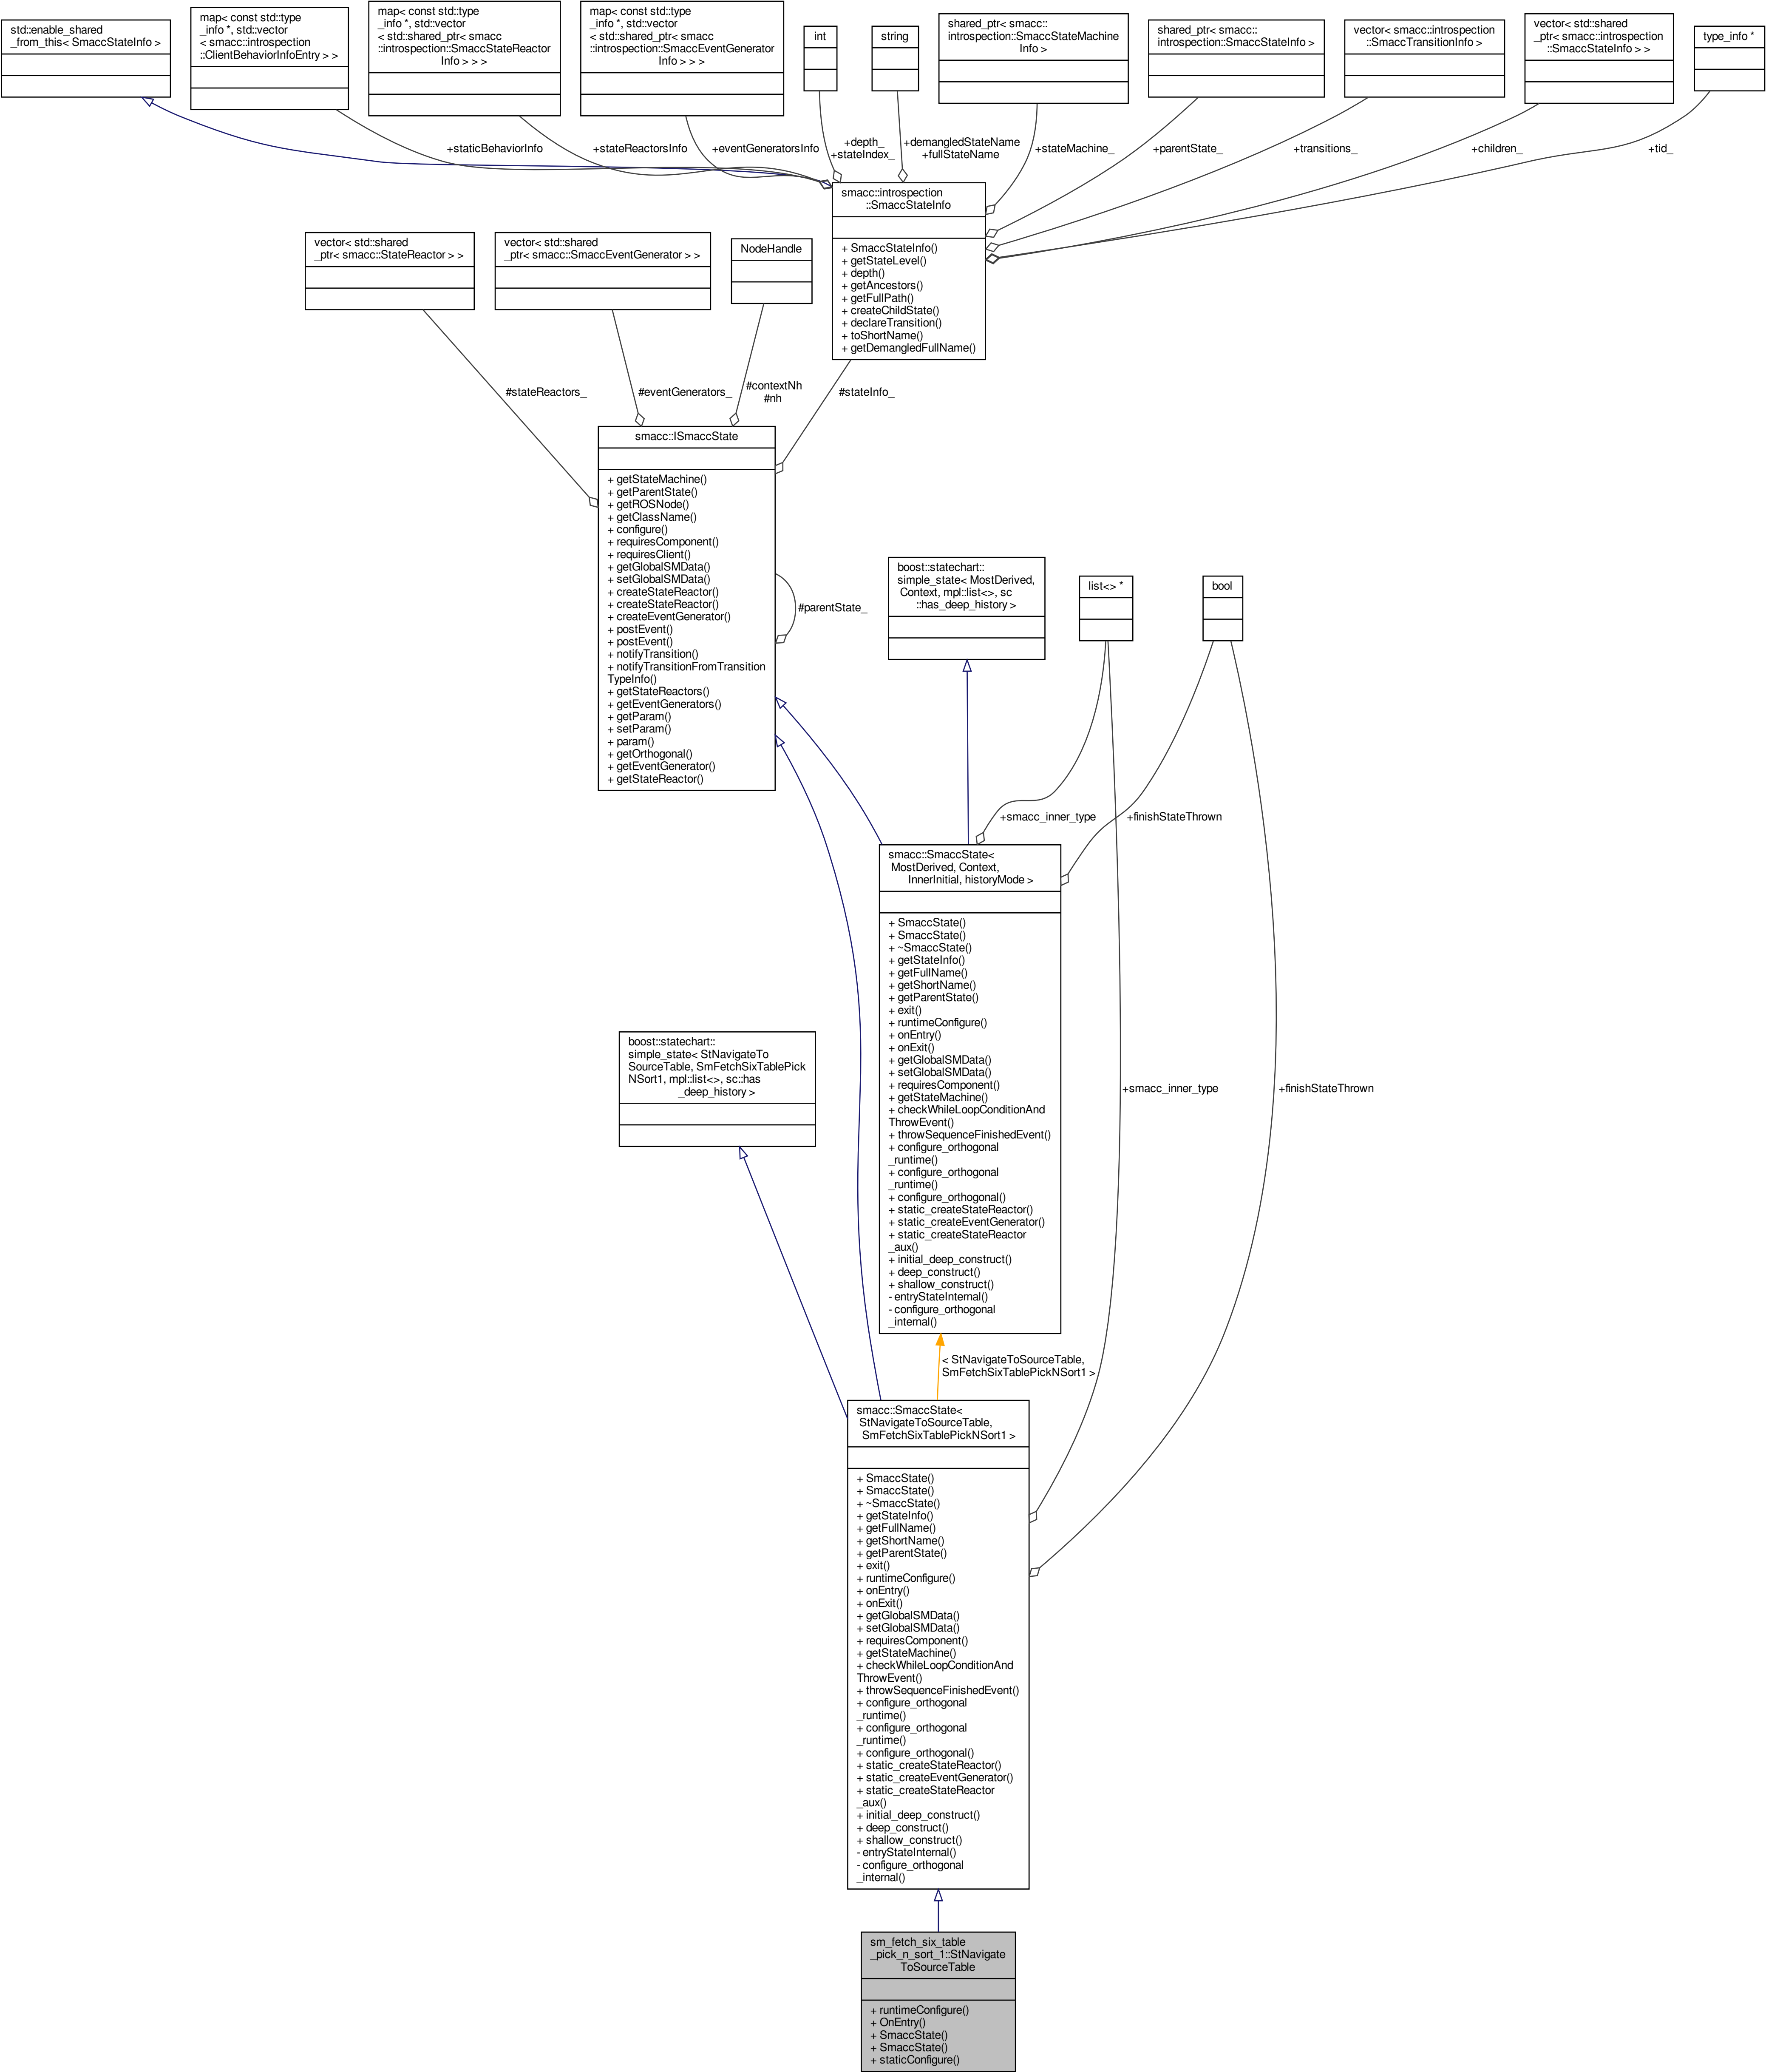 std::enable_shared
_from_this< SmaccStateInfo >
map< const std::type
_info *, std::vector
< smacc::introspection
::ClientBehaviorInfoEntry > >
map< const std::type
_info *, std::vector
< std::shared_ptr< smacc
::introspection::SmaccStateReactor
Info > > >
map< const std::type
_info *, std::vector
< std::shared_ptr< smacc
::introspection::SmaccEventGenerator
Info > > >
int
string
shared_ptr< smacc::
introspection::SmaccStateMachine
Info >
shared_ptr< smacc::
introspection::SmaccStateInfo >
vector< smacc::introspection
::SmaccTransitionInfo >
vector< std::shared
_ptr< smacc::introspection
::SmaccStateInfo > >
type_info *
+staticBehaviorInfo
+stateReactorsInfo
+eventGeneratorsInfo
+depth_
+stateIndex_
+demangledStateName
+fullStateName
+stateMachine_
+parentState_
+transitions_
+children_
+tid_
smacc::introspection
::SmaccStateInfo
+ SmaccStateInfo()
+ getStateLevel()
+ depth()
+ getAncestors()
+ getFullPath()
+ createChildState()
+ declareTransition()
+ toShortName()
+ getDemangledFullName()
vector< std::shared
_ptr< smacc::StateReactor > >
vector< std::shared
_ptr< smacc::SmaccEventGenerator > >
NodeHandle
#stateReactors_
#eventGenerators_
#contextNh
#nh
#stateInfo_
smacc::ISmaccState
+ getStateMachine()
+ getParentState()
+ getROSNode()
+ getClassName()
+ configure()
+ requiresComponent()
+ requiresClient()
+ getGlobalSMData()
+ setGlobalSMData()
+ createStateReactor()
+ createStateReactor()
+ createEventGenerator()
+ postEvent()
+ postEvent()
+ notifyTransition()
+ notifyTransitionFromTransition
TypeInfo()
+ getStateReactors()
+ getEventGenerators()
+ getParam()
+ setParam()
+ param()
+ getOrthogonal()
+ getEventGenerator()
+ getStateReactor()
#parentState_
boost::statechart::
simple_state< MostDerived,
Context, mpl::list<>, sc
::has_deep_history >
list<> *
bool
+smacc_inner_type
+finishStateThrown
smacc::SmaccState<
MostDerived, Context,
InnerInitial, historyMode >
+ SmaccState()
+ SmaccState()
+ ~SmaccState()
+ getStateInfo()
+ getFullName()
+ getShortName()
+ getParentState()
+ exit()
+ runtimeConfigure()
+ onEntry()
+ onExit()
+ getGlobalSMData()
+ setGlobalSMData()
+ requiresComponent()
+ getStateMachine()
+ checkWhileLoopConditionAnd
ThrowEvent()
+ throwSequenceFinishedEvent()
+ configure_orthogonal
_runtime()
+ configure_orthogonal
_runtime()
+ configure_orthogonal()
+ static_createStateReactor()
+ static_createEventGenerator()
+ static_createStateReactor
_aux()
+ initial_deep_construct()
+ deep_construct()
+ shallow_construct()
- entryStateInternal()
- configure_orthogonal
_internal()
boost::statechart::
simple_state< StNavigateTo
SourceTable, SmFetchSixTablePick
NSort1, mpl::list<>, sc::has
_deep_history >
+smacc_inner_type
+finishStateThrown
< StNavigateToSourceTable,
SmFetchSixTablePickNSort1 >
smacc::SmaccState<
StNavigateToSourceTable,
SmFetchSixTablePickNSort1 >
+ SmaccState()
+ SmaccState()
+ ~SmaccState()
+ getStateInfo()
+ getFullName()
+ getShortName()
+ getParentState()
+ exit()
+ runtimeConfigure()
+ onEntry()
+ onExit()
+ getGlobalSMData()
+ setGlobalSMData()
+ requiresComponent()
+ getStateMachine()
+ checkWhileLoopConditionAnd
ThrowEvent()
+ throwSequenceFinishedEvent()
+ configure_orthogonal
_runtime()
+ configure_orthogonal
_runtime()
+ configure_orthogonal()
+ static_createStateReactor()
+ static_createEventGenerator()
+ static_createStateReactor
_aux()
+ initial_deep_construct()
+ deep_construct()
+ shallow_construct()
- entryStateInternal()
- configure_orthogonal
_internal()
sm_fetch_six_table
_pick_n_sort_1::StNavigate
ToSourceTable
+ runtimeConfigure()
+ OnEntry()
+ SmaccState()
+ SmaccState()
+ staticConfigure()